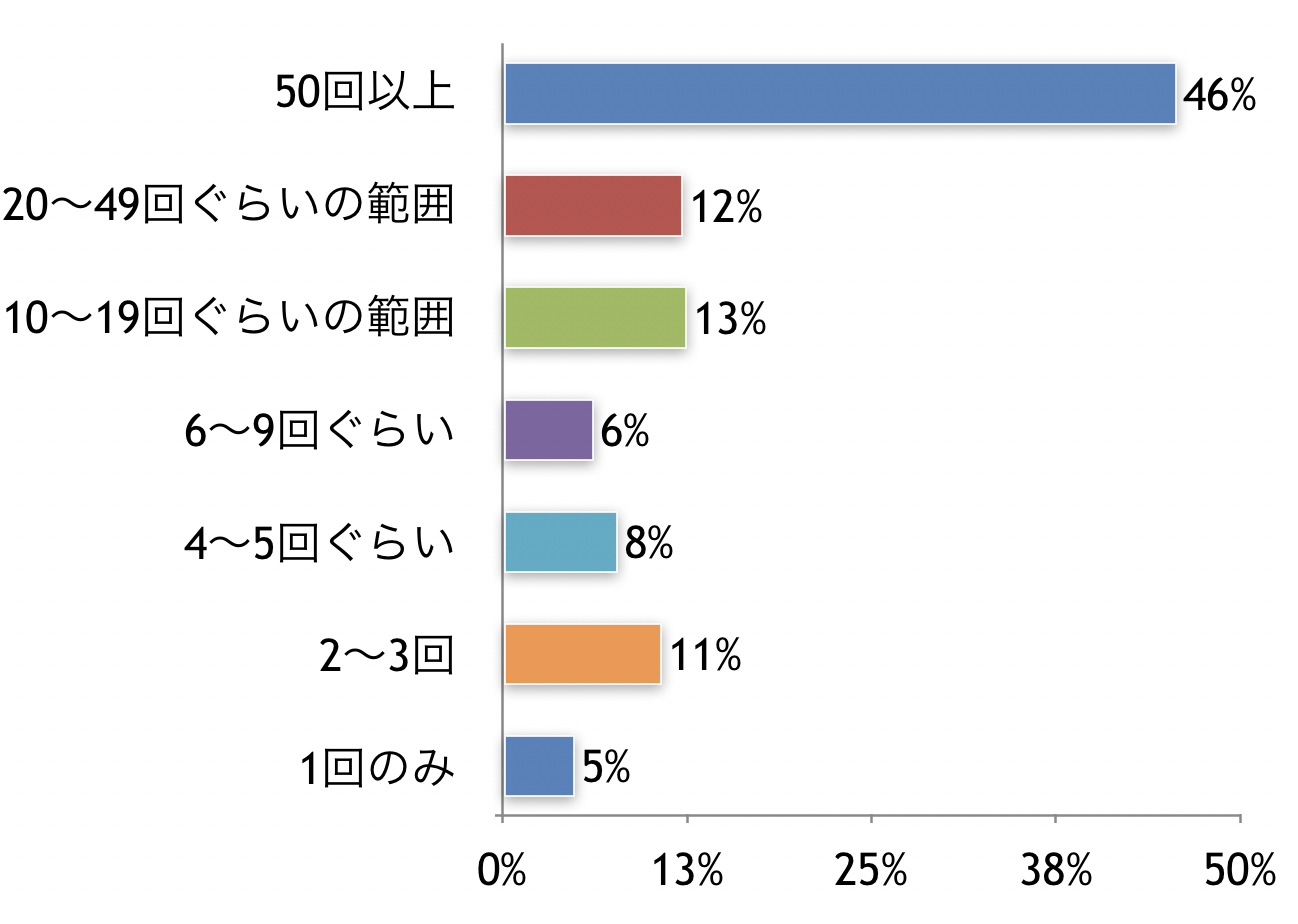 50回以上 46%
20〜49回ぐらいの範囲 12%
10〜19回ぐらいの範囲 13%
6〜9回ぐらい 6%
4〜5回ぐらい 8%
2〜3回 11%
1回のみ 5%
0% 13% 25% 38% 50%